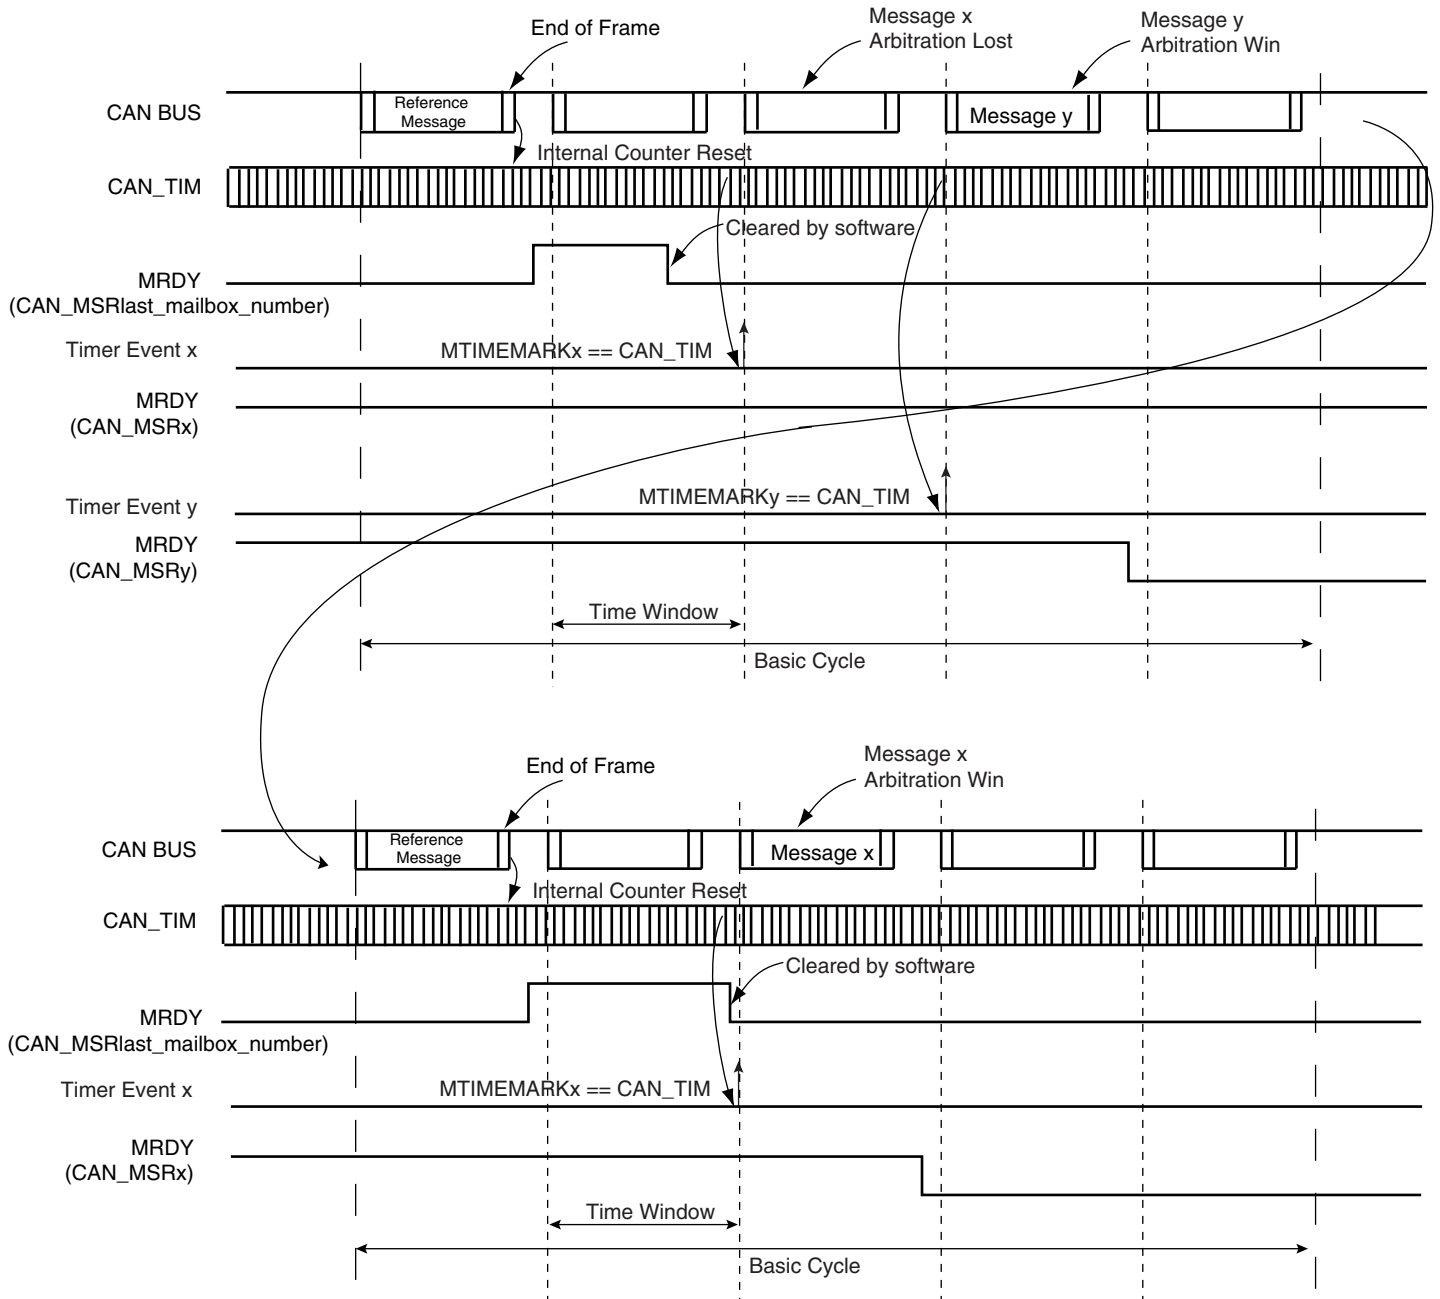 End of Frame
Message x
Arbitration Lost
Message y
Arbitration Win
CAN BUS
Reference
Message
Message y
Internal Counter Reset
CAN_TIM
Cleared by software
MRDY
(CAN_MSRlast_mailbox_number)
Timer Event x
MTIMEMARKx == CAN_TIM
MRDY
(CAN_MSRx)
Timer Event y
MTIMEMARKy == CAN_TIM
MRDY
(CAN_MSRy)
Time Window
Basic Cycle
End of Frame
Message x
Arbitration Win
CAN BUS
Reference
Message
Message x
Internal Counter Reset
CAN_TIM
Cleared by software
MRDY
(CAN_MSRlast_mailbox_number)
Timer Event x
MTIMEMARKx == CAN_TIM
MRDY
(CAN_MSRx)
Time Window
Basic Cycle